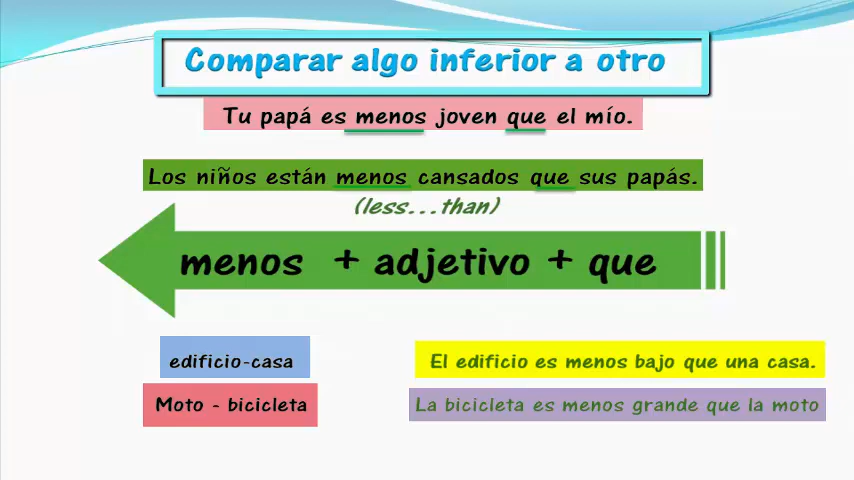 Comparar algo inferior a otro
Tu papá es menos joven que el mío.
Los niños están menos cansados que sus papás.
(less...than)
menos + adjetivo + que
edificio-casa
El edificio es menos bajo que una casa.
Moto - bicicleta
La bicicleta es menos grande que la moto